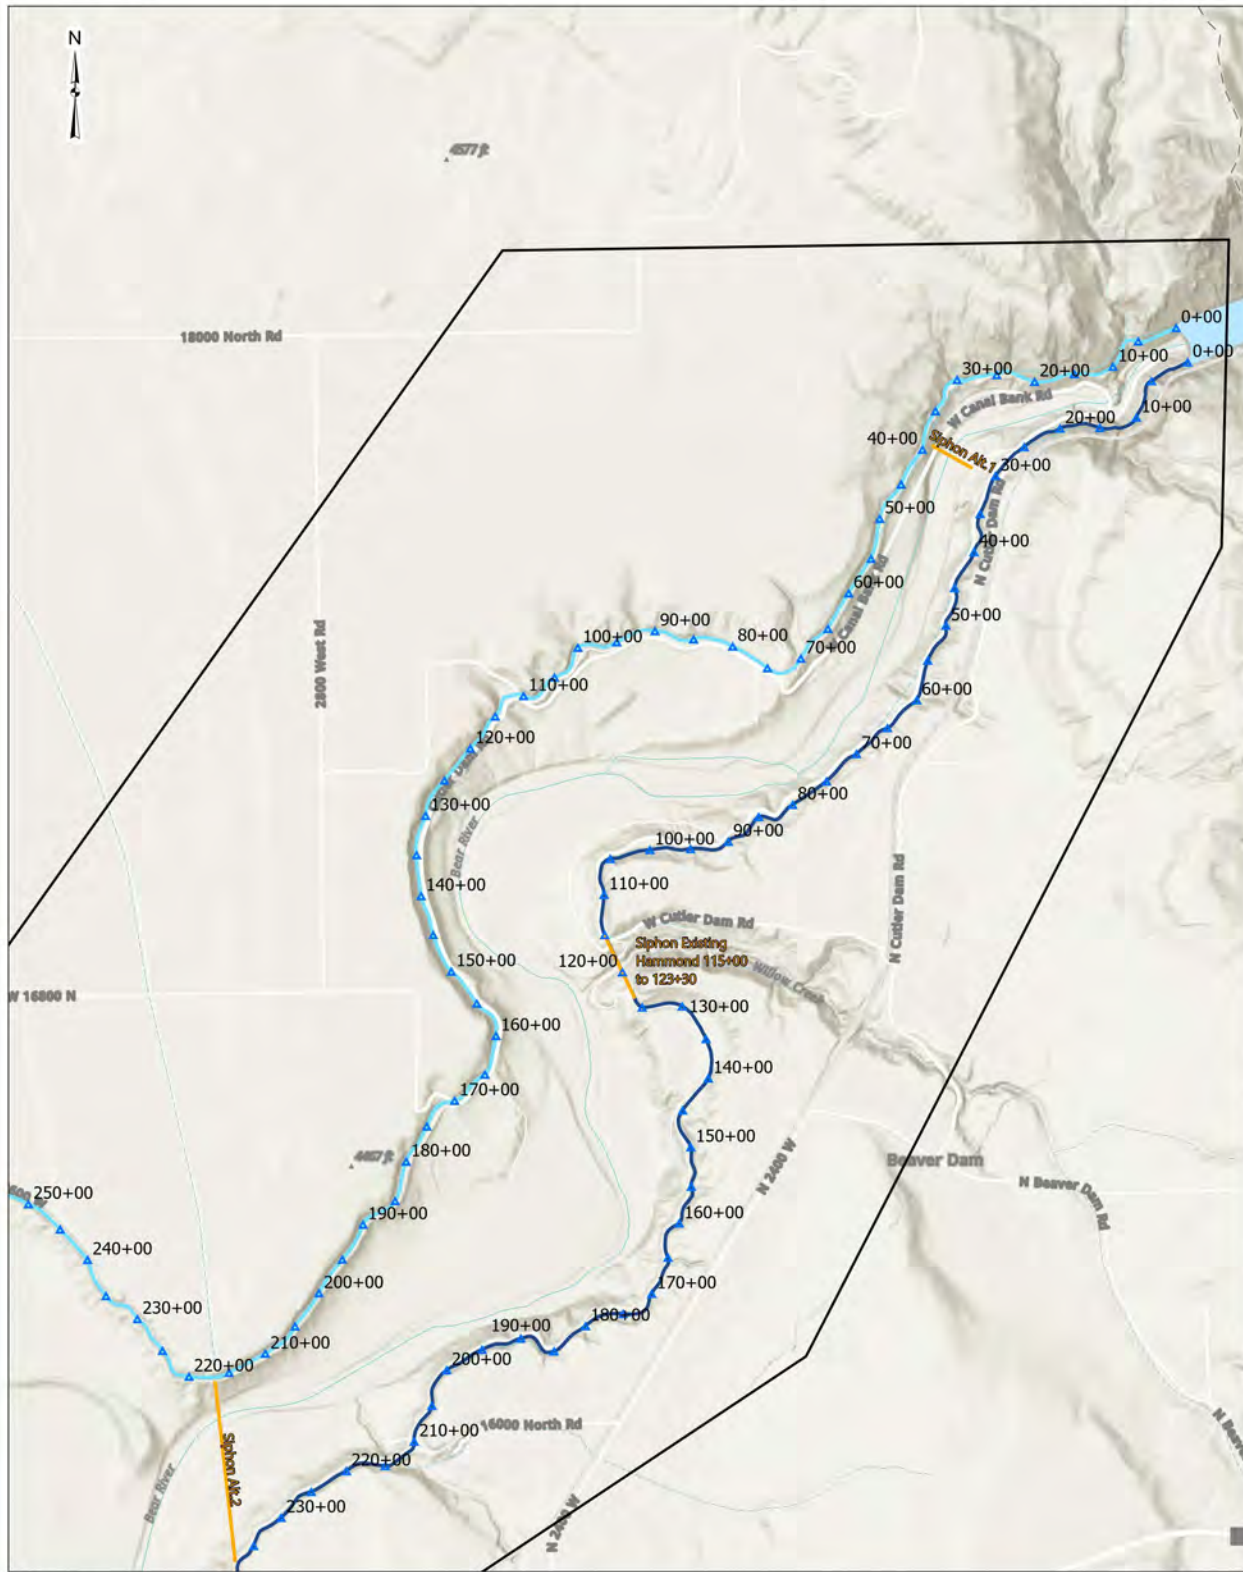 N
4577 ft
18000 North Rd
0+00
0+00
10+00
30+00
20+00
W Canal Bank Rd
10+00
20+00
40+00
Siphon Alt.1
30+00
50+00
40+00
N Cutler Dam Rd
60+00
Canal Bank Rd
50+00
90+00
100+00
80+00
70+00
2800 West Rd
110+00
60+00
120+00
70+00
130+00
80+00
Bear River
90+00
100+00
140+00
110+00
W Cutler Dam Rd
N Cutler Dam Rd
Siphon Existing
Hammond 115+00
to 123+30
120+00
150+00
Willow Creek
W 16800 N
130+00
160+00
140+00
170+00
150+00
180+00
4467 ft
N 2400 W
Beaver Dam
N Beaver Dam Rd
250+00
190+00
160+00
240+00
200+00
170+00
230+00
190+00
180+00
210+00
200+00
220+00
16000 North Rd
210+00
N Beaver
Siphon Alt.2
220+00
Bear River
230+00
N 2400 W